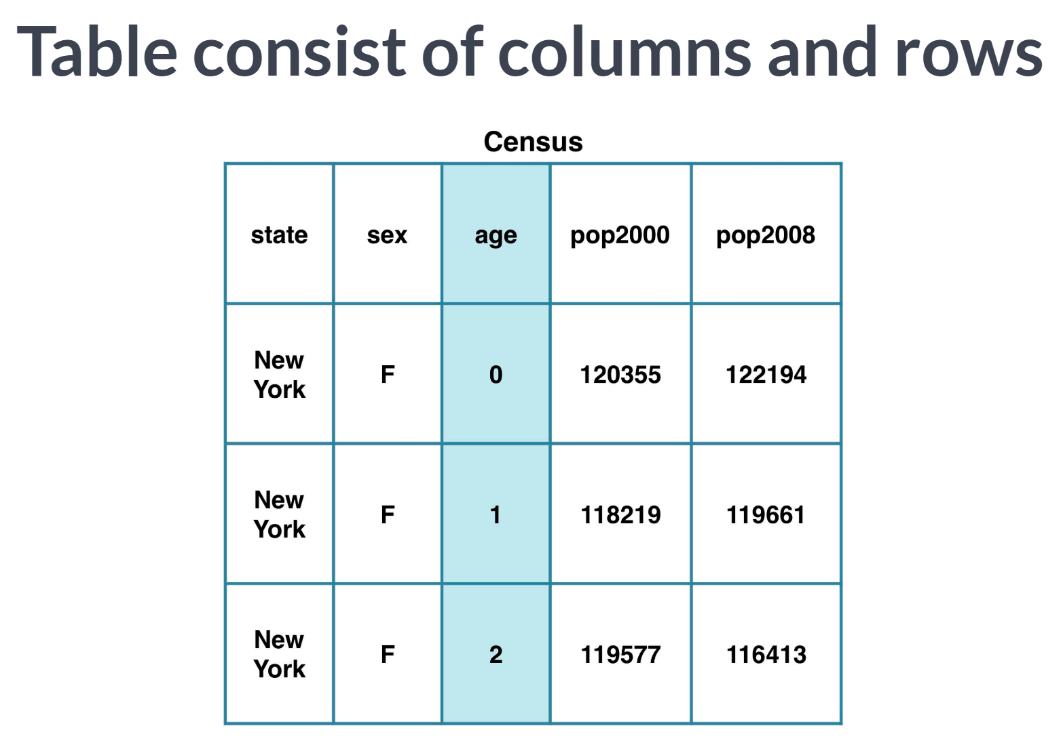 Table consist of columns and rows
Census
state sex age pop2000 pop2008
New
York F 0 120355 122194
New
York F 1 118219 119661
New
York F 2 119577 116413